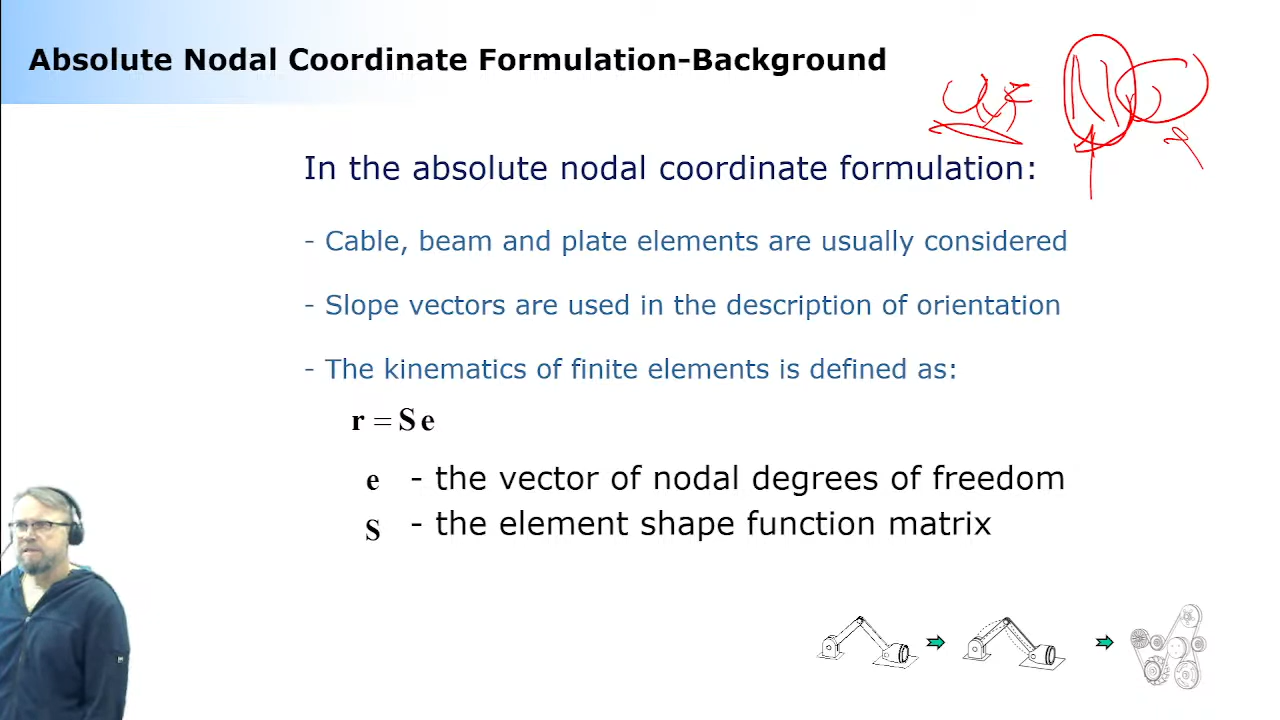 Absolute Nodal Coordinate Formulation-Background
In the absolute nodal coordinate formulation:
- Cable, beam and plate elements are usually considered
- Slope vectors are used in the description of orientation
- The kinematics of finite elements is defined as:
r = S e
e - the vector of nodal degrees of freedom
S - the element shape function matrix